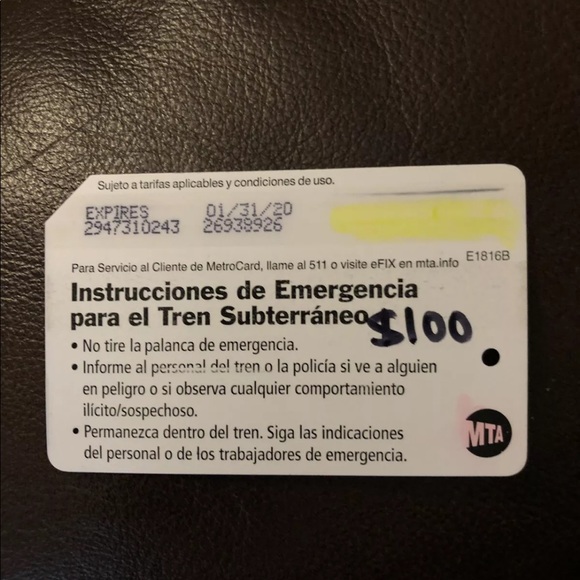 Sujeto a tarifas aplicables y condiciones de uso.
EXPIRES 01/31/20
2947310243 26938926
Para Servicio al Cliente de MetroCard, llame al 511 o visite eFIX en mta.info E1816B
Instrucciones de Emergencia
para el Tren Subterráneo
$100
• No tire la palanca de emergencia.
• Informe al personal del tren o la policía si ve a alguien
en peligro o si observa cualquier comportamiento
ilícito/sospechoso.
• Permanezca dentro del tren. Siga las indicaciones
del personal o de los trabajadores de emergencia.
MTA